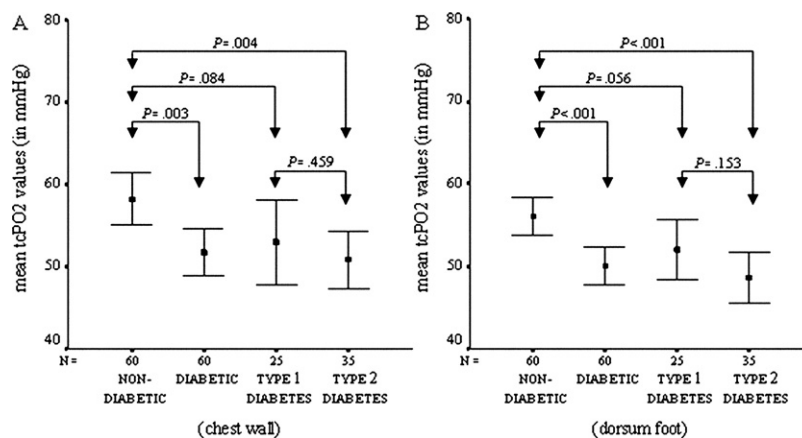 A
mean tcPO2 values (in mmHg)
80
70
60
50
40
P= .004
P= .084
P= .003
P= .459
N = 60 60 25 35
NON- DIABETIC TYPE 1 TYPE 2
DIABETIC DIABETES DIABETES
(chest wall)
B
mean tcPO2 values (in mmHg)
80
70
60
50
40
P<.001
P= .056
P<.001
P= .153
N = 60 60 25 35
NON- DIABETIC TYPE 1 TYPE 2
DIABETIC DIABETES DIABETES
(dorsum foot)